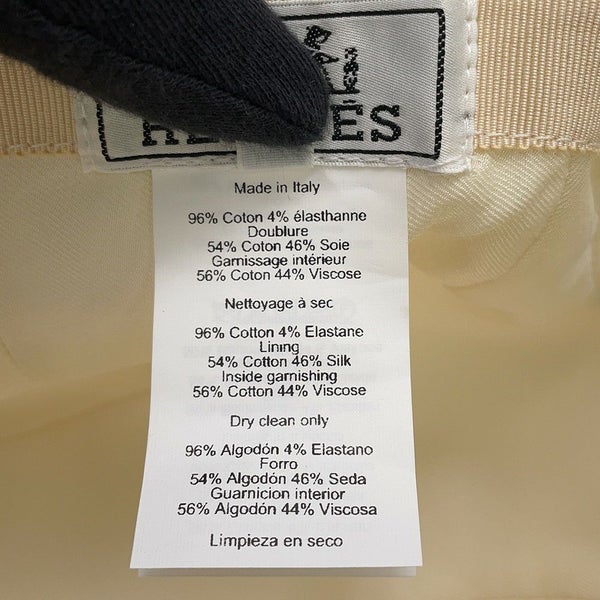 Made in Italy
96% Coton 4% élasthanne
Doublure
54% Coton 46% Soie
Garnissage intérieur
56% Coton 44% Viscose
Nettoyage à sec
96% Cotton 4% Elastane
Lining
54% Cotton 46% Silk
Inside garnishing
56% Cotton 44% Viscose
Dry clean only
96% Algodón 4% Elastano
Forro
54% Algodón 46% Seda
Guarnicion interior
56% Algodón 44% Viscosa
Limpieza en seco